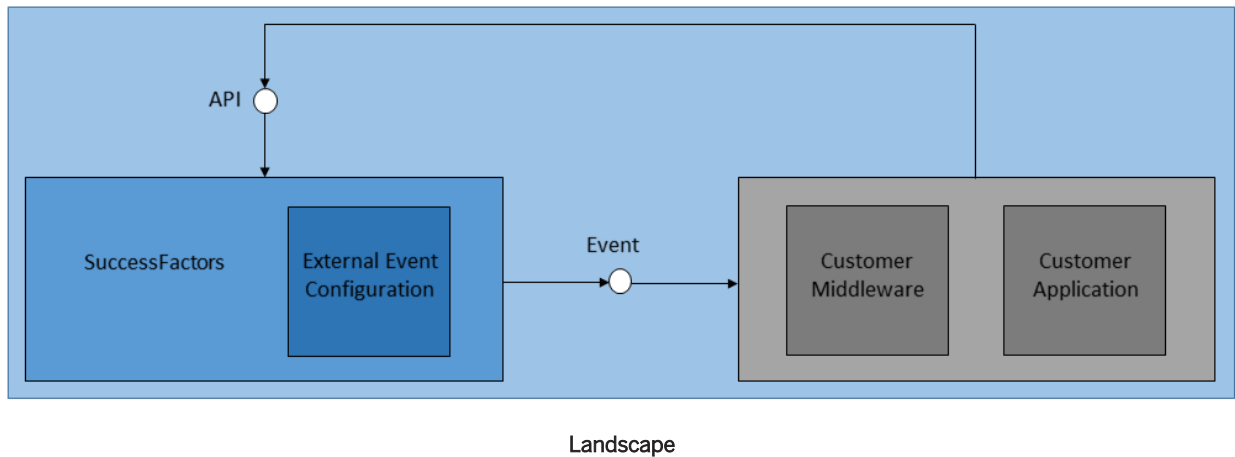 API
SuccessFactors
External Event
Configuration
Event
Customer
Middleware
Customer
Application
Landscape